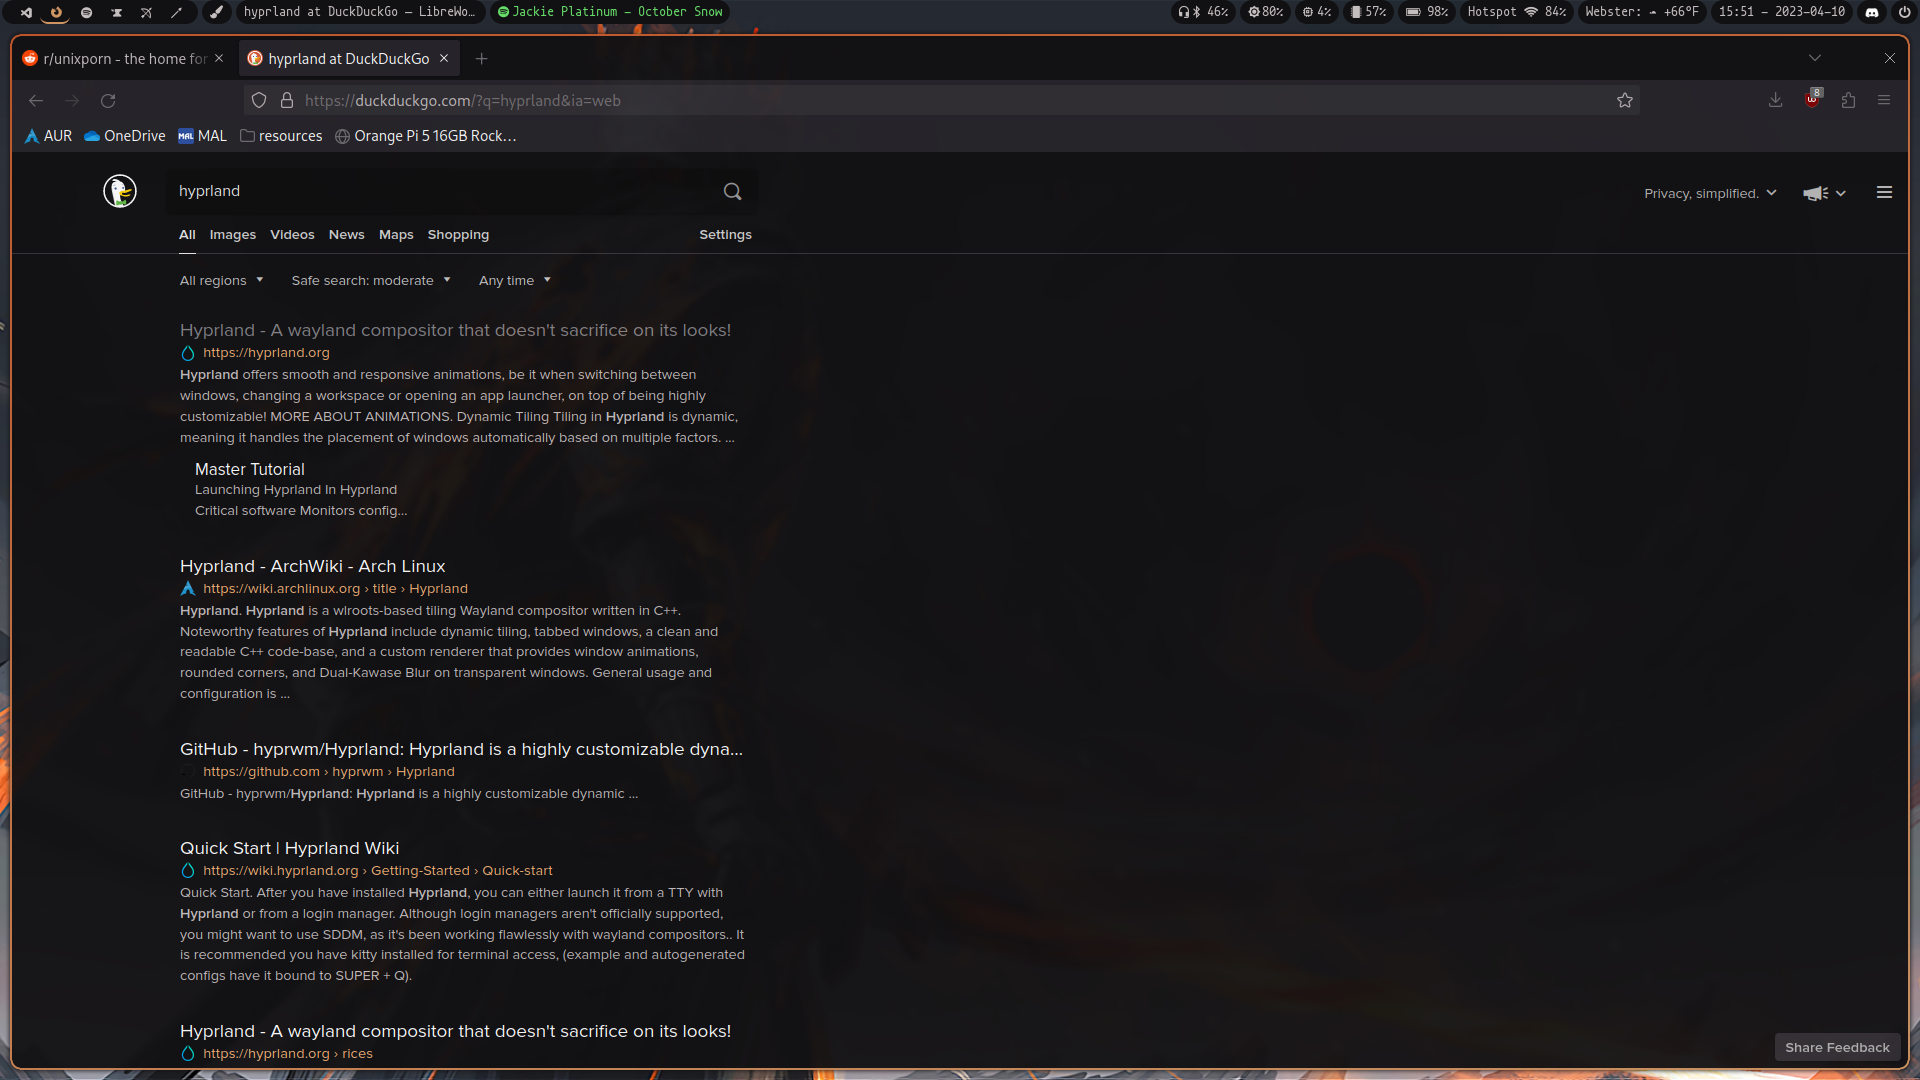 hyprland at DuckDuckGo — LibreWo…
Jackie Platinum – October Snow
46%
80%
4%
57%
98%
Hotspot 84%
Webster: +66°F
15:51 – 2023-04-10
r/unixporn - the home for
hyprland at DuckDuckGo
https://duckduckgo.com/?q=hyprland&ia=web
8
AUR
OneDrive
MAL MAL
resources
Orange Pi 5 16GB Rock…
hyprland
Privacy, simplified.
All Images Videos News Maps Shopping Settings
All regions Safe search: moderate Any time
Hyprland - A wayland compositor that doesn't sacrifice on its looks!
https://hyprland.org
Hyprland offers smooth and responsive animations, be it when switching between
windows, changing a workspace or opening an app launcher, on top of being highly
customizable! MORE ABOUT ANIMATIONS. Dynamic Tiling Tiling in Hyprland is dynamic,
meaning it handles the placement of windows automatically based on multiple factors. ...
Master Tutorial
Launching Hyprland In Hyprland
Critical software Monitors config...
Hyprland - ArchWiki - Arch Linux
https://wiki.archlinux.org › title › Hyprland
Hyprland. Hyprland is a wlroots-based tiling Wayland compositor written in C++.
Noteworthy features of Hyprland include dynamic tiling, tabbed windows, a clean and
readable C++ code-base, and a custom renderer that provides window animations,
rounded corners, and Dual-Kawase Blur on transparent windows. General usage and
configuration is ...
GitHub - hyprwm/Hyprland: Hyprland is a highly customizable dyna...
https://github.com › hyprwm › Hyprland
GitHub - hyprwm/Hyprland: Hyprland is a highly customizable dynamic ...
Quick Start | Hyprland Wiki
https://wiki.hyprland.org › Getting-Started › Quick-start
Quick Start. After you have installed Hyprland, you can either launch it from a TTY with
Hyprland or from a login manager. Although login managers aren't officially supported,
you might want to use SDDM, as it's been working flawlessly with wayland compositors.. It
is recommended you have kitty installed for terminal access, (example and autogenerated
configs have it bound to SUPER + Q).
Hyprland - A wayland compositor that doesn't sacrifice on its looks!
https://hyprland.org › rices
Share Feedback